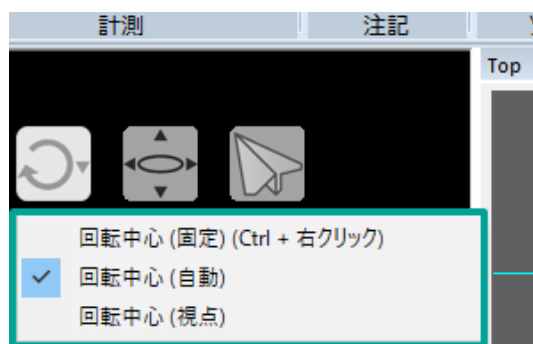 計測
注記
Top
回転中心 (固定) (Ctrl + 右クリック)
回転中心 (自動)
回転中心 (視点)